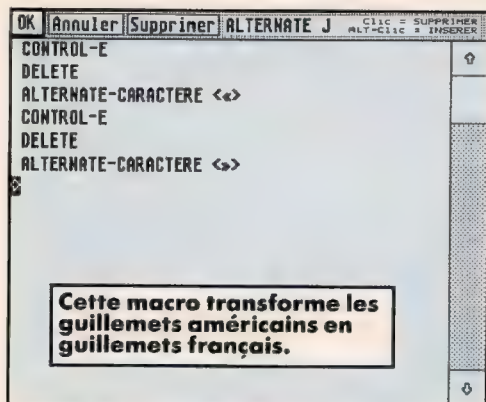 OK Annuler Supprimer ALTERNATE J Clic = SUPPRIMER
ALT-Clic = INSERER
CONTROL-E
DELETE
ALTERNATE-CARACTERE <«>
CONTROL-E
DELETE
ALTERNATE-CARACTERE <»>
Cette macro transforme les
guillemets américains en
guillemets français.